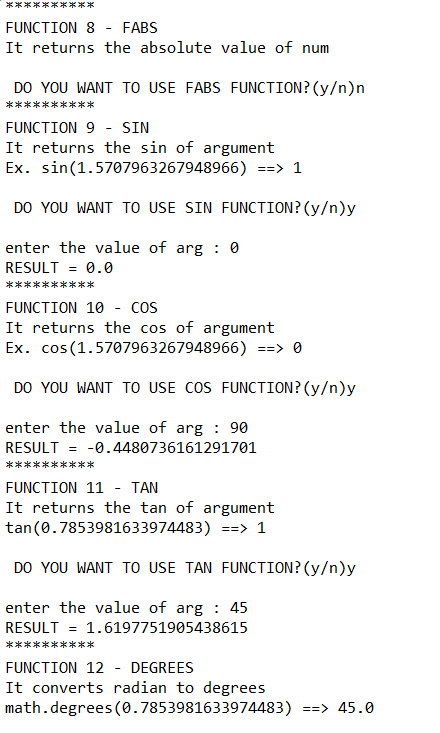 **********
FUNCTION 8 - FABS
It returns the absolute value of num
DO YOU WANT TO USE FABS FUNCTION?(y/n)n
**********
FUNCTION 9 - SIN
It returns the sin of argument
Ex. sin(1.5707963267948966) ==> 1
DO YOU WANT TO USE SIN FUNCTION?(y/n)y
enter the value of arg : 0
RESULT = 0.0
**********
FUNCTION 10 - COS
It returns the cos of argument
Ex. cos(1.5707963267948966) ==> 0
DO YOU WANT TO USE COS FUNCTION?(y/n)y
enter the value of arg : 90
RESULT = -0.4480736161291701
**********
FUNCTION 11 - TAN
It returns the tan of argument
tan(0.7853981633974483) ==> 1
DO YOU WANT TO USE TAN FUNCTION?(y/n)y
enter the value of arg : 45
RESULT = 1.6197751905438615
**********
FUNCTION 12 - DEGREES
It converts radian to degrees
math.degrees(0.7853981633974483) ==> 45.0